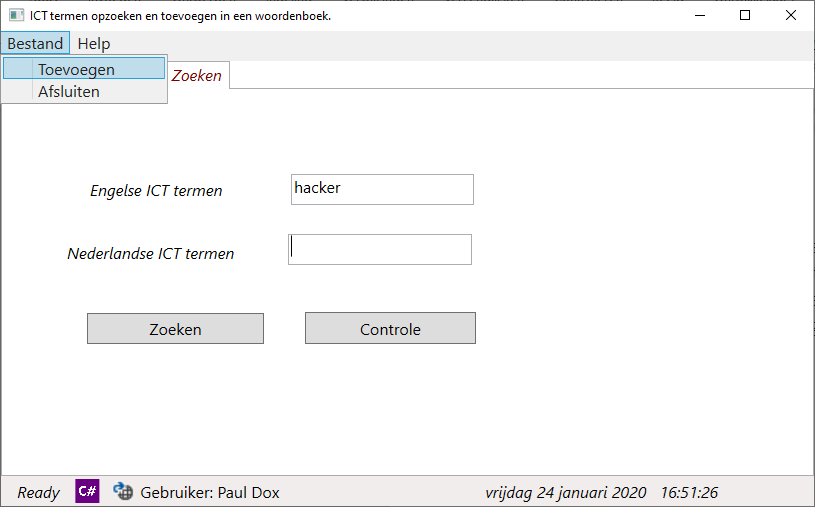 ICT termen opzoeken en toevoegen in een woordenboek.
Bestand Help
Toevoegen
Zoeken
Afsluiten
Engelse ICT termen hacker
Nederlandse ICT termen
Zoeken Controle
Ready C# Gebruiker: Paul Dox vrijdag 24 januari 2020 16:51:26